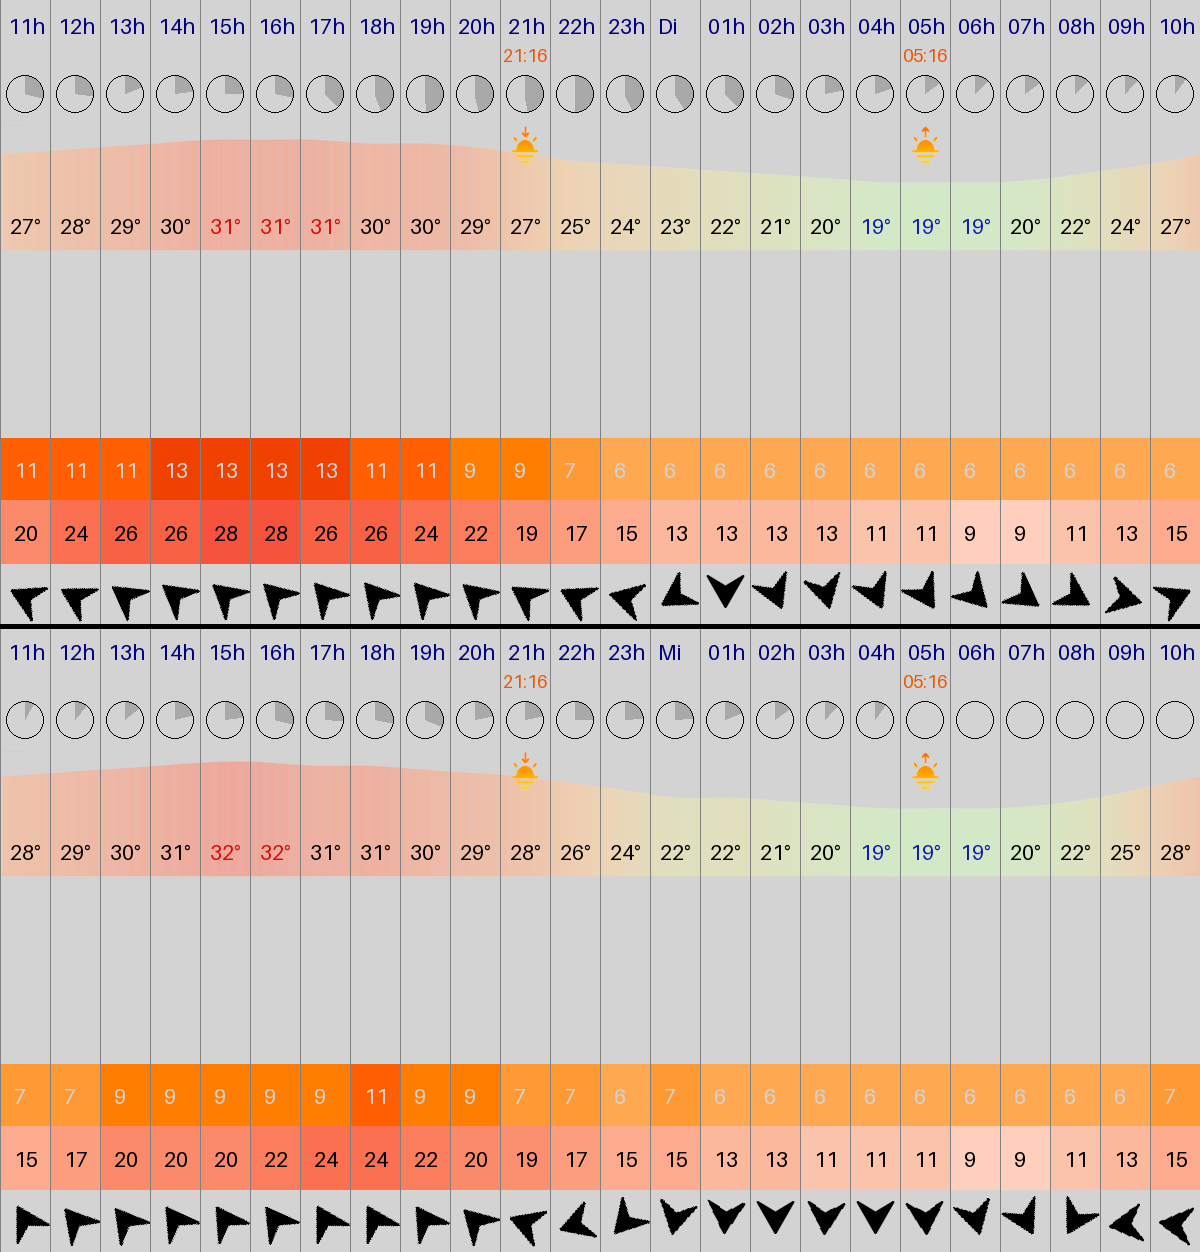 11h 12h 13h 14h 15h 16h 17h 18h 19h 20h 21h 22h 23h Di 01h 02h 03h 04h 05h 06h 07h 08h 09h 10h
21:16 05:16
27° 28° 29° 30° 31° 31° 31° 30° 30° 29° 27° 25° 24° 23° 22° 21° 20° 19° 19° 19° 20° 22° 24° 27°
11 11 11 13 13 13 13 11 11 9 9 7 6 6 6 6 6 6 6 6 6 6 6 6
20 24 26 26 28 28 26 26 24 22 19 17 15 13 13 13 13 11 11 9 9 11 13 15
11h 12h 13h 14h 15h 16h 17h 18h 19h 20h 21h 22h 23h Mi 01h 02h 03h 04h 05h 06h 07h 08h 09h 10h
21:16 05:16
28° 29° 30° 31° 32° 32° 31° 31° 30° 29° 28° 26° 24° 22° 22° 21° 20° 19° 19° 19° 20° 22° 25° 28°
7 7 9 9 9 9 9 11 9 9 7 7 6 7 6 6 6 6 6 6 6 6 6 7
15 17 20 20 20 22 24 24 22 20 19 17 15 15 13 13 11 11 11 9 9 11 13 15